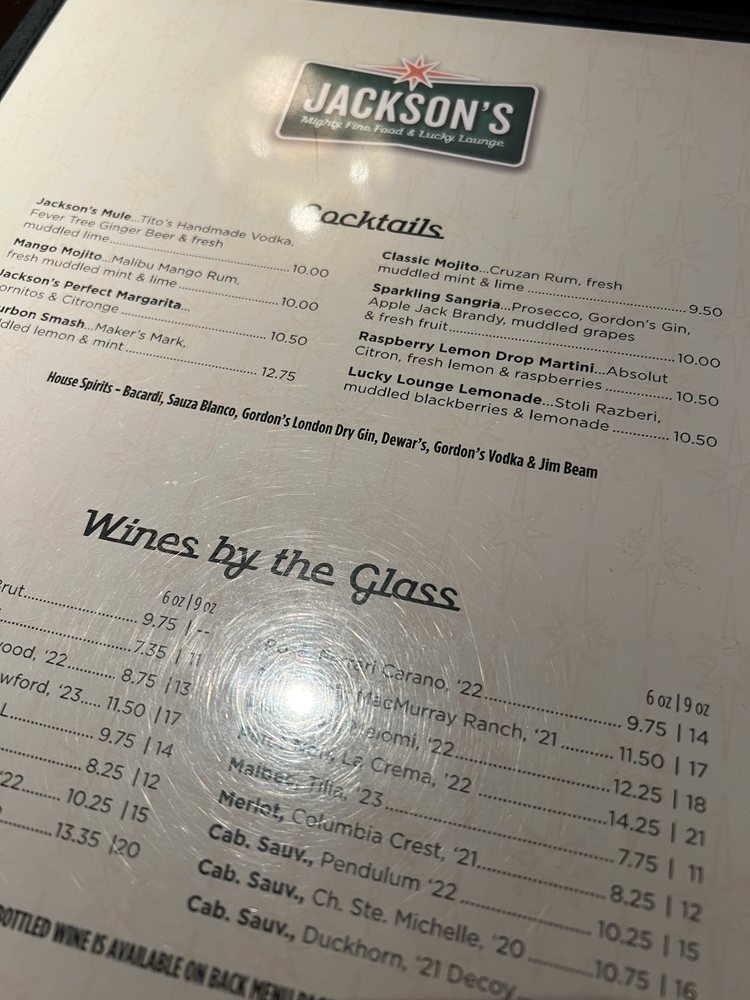 JACKSON'S
Mighty Fine Food & Lucky Lounge
Cocktails
Jackson's Mule...Tito's Handmade Vodka,
Fever Tree Ginger Beer & fresh
muddled lime 10.00
Mango Mojito...Malibu Mango Rum,
fresh muddled mint & lime 10.00
Jackson's Perfect Margarita...
ornitos & Citronge 10.50
urbon Smash...Maker's Mark,
dled lemon & mint 12.75
Classic Mojito...Cruzan Rum, fresh
muddled mint & lime 9.50
Sparkling Sangria...Prosecco, Gordon's Gin,
Apple Jack Brandy, muddled grapes
& fresh fruit 10.00
Raspberry Lemon Drop Martini...Absolut
Citron, fresh lemon & raspberries 10.50
Lucky Lounge Lemonade...Stoli Razberi,
muddled blackberries & lemonade 10.50
House Spirits - Bacardi, Sauza Blanco, Gordon's London Dry Gin, Dewar's, Gordon's Vodka & Jim Beam
Wines by the Glass
6 oz | 9 oz
rut 9.75 | --
7.35 | 11
ood, '22 8.75 | 13
wford, '23 11.50 | 17
L 9.75 | 14
8.25 | 12
'22 10.25 | 15
13.35 | 20
6 oz | 9 oz
Carano, '22 9.75 | 14
MacMurray Ranch, '21 11.50 | 17
Meiomi, '22 12.25 | 18
La Crema, '22 14.25 | 21
Malbec, Tilia, '23 7.75 | 11
Merlot, Columbia Crest, '21 8.25 | 12
Cab. Sauv., Pendulum '22 10.25 | 15
Cab. Sauv., Ch. Ste. Michelle, '20 10.75 | 16
Cab. Sauv., Duckhorn, '21 Decoy
BOTTLED WINE IS AVAILABLE ON BACK MENU